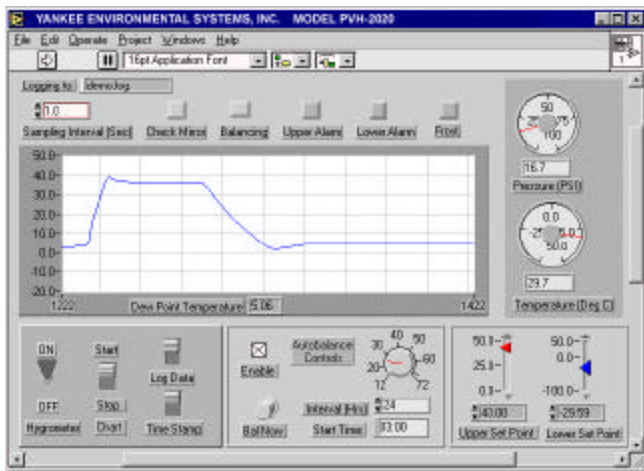 YANKEE ENVIRONMENTAL SYSTEMS, INC. MODEL PVH-2020
File Edit Operate Project Windows Help
16pt Application Font
Logging to: demo.log
1.0
Sampling Interval (Sec) Check Mirror Balancing Upper Alarm Lower Alarm Frost
50.0
40.0
30.0
20.0
10.0
0.0
-10.0
-20.0
1322 Dew Point Temperature 5.06 1422
50
25 75
0 100
16.7
Pressure (PSI)
0.0
-25
50.0
29.7
Temperature (Deg C)
ON Start
Log Data
OFF Stop
Hygrometer Chart Time Stamp
Enable
Autobalance Controls
Bal Now
30 40 50
20 60
12 72
Interval (Hrs) 24
Start Time: 03:00
50.0 50.0
25.0 0.0
0.0 -100.0
43.00 -29.59
Upper Set Point Lower Set Point